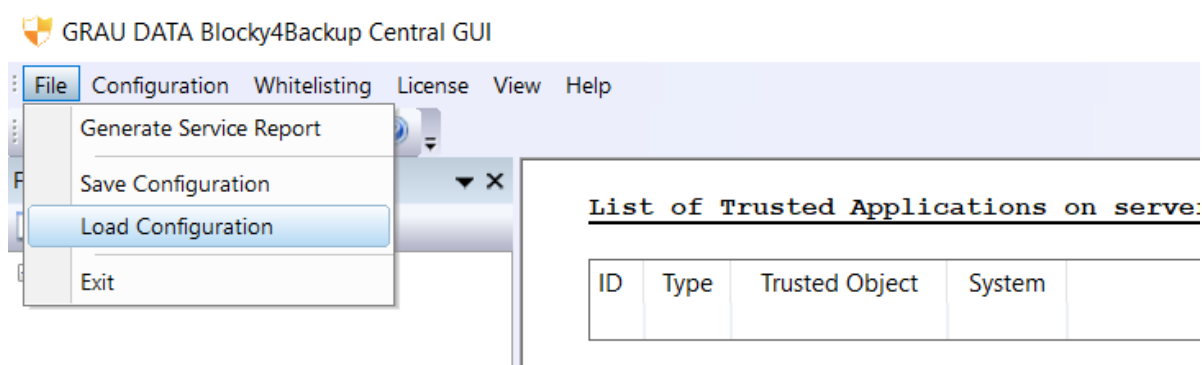 GRAU DATA Blocky4Backup Central GUI
File Configuration Whitelisting License View Help
Generate Service Report
Save Configuration
Load Configuration
Exit
List of Trusted Applications on server
ID Type Trusted Object System